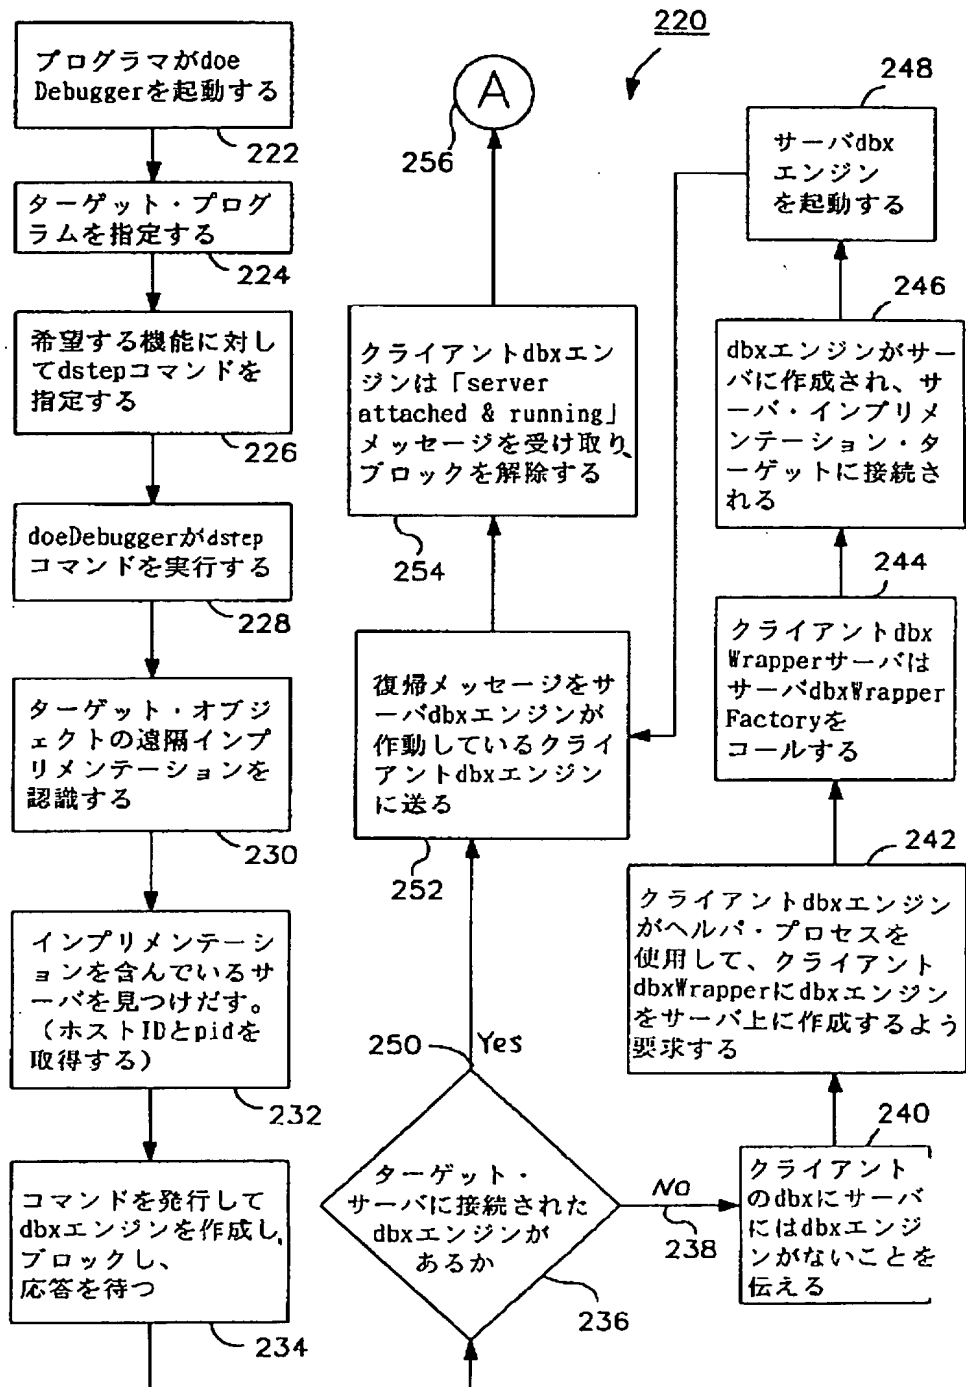 プログラマがdoe
Debuggerを起動する
222
ターゲット・プログ
ラムを指定する
224
希望する機能に対し
てdstepコマンドを
指定する
226
doeDebuggerがdstep
コマンドを実行する
228
ターゲット・オブジ
ェクトの遠隔インプ
リメンテーションを
認識する
230
インプリメンテーシ
ョンを含んでいるサ
ーバを見つけだす。
（ホストIDとpidを
取得する）
232
コマンドを発行して
dbxエンジンを作成し、
ブロックし、
応答を待つ
234
220
A
256
クライアントdbxエン
ジンは「server
attached & running」
メッセージを受け取り、
ブロックを解除する
254
復帰メッセージをサ
ーバdbxエンジンが
作動しているクライ
アントdbxエンジン
に送る
252
250
Yes
ターゲット・
サーバに接続された
dbxエンジンが
あるか
236
NO
238
248
サーバdbx
エンジン
を起動する
246
dbxエンジンがサー
バに作成され、サ
ーバ・インプリメ
ンテーション・タ
ーゲットに接続さ
れる
244
クライアントdbx
Wrapperサーバは
サーバdbxWrapper
Factoryを
コールする
242
クライアントdbxエンジン
がヘルパ・プロセスを
使用して、クライアント
dbxWrapperにdbxエンジン
をサーバ上に作成するよう
要求する
240
クライアント
のdbxにサーバ
にはdbxエンジ
ンがないことを
伝える